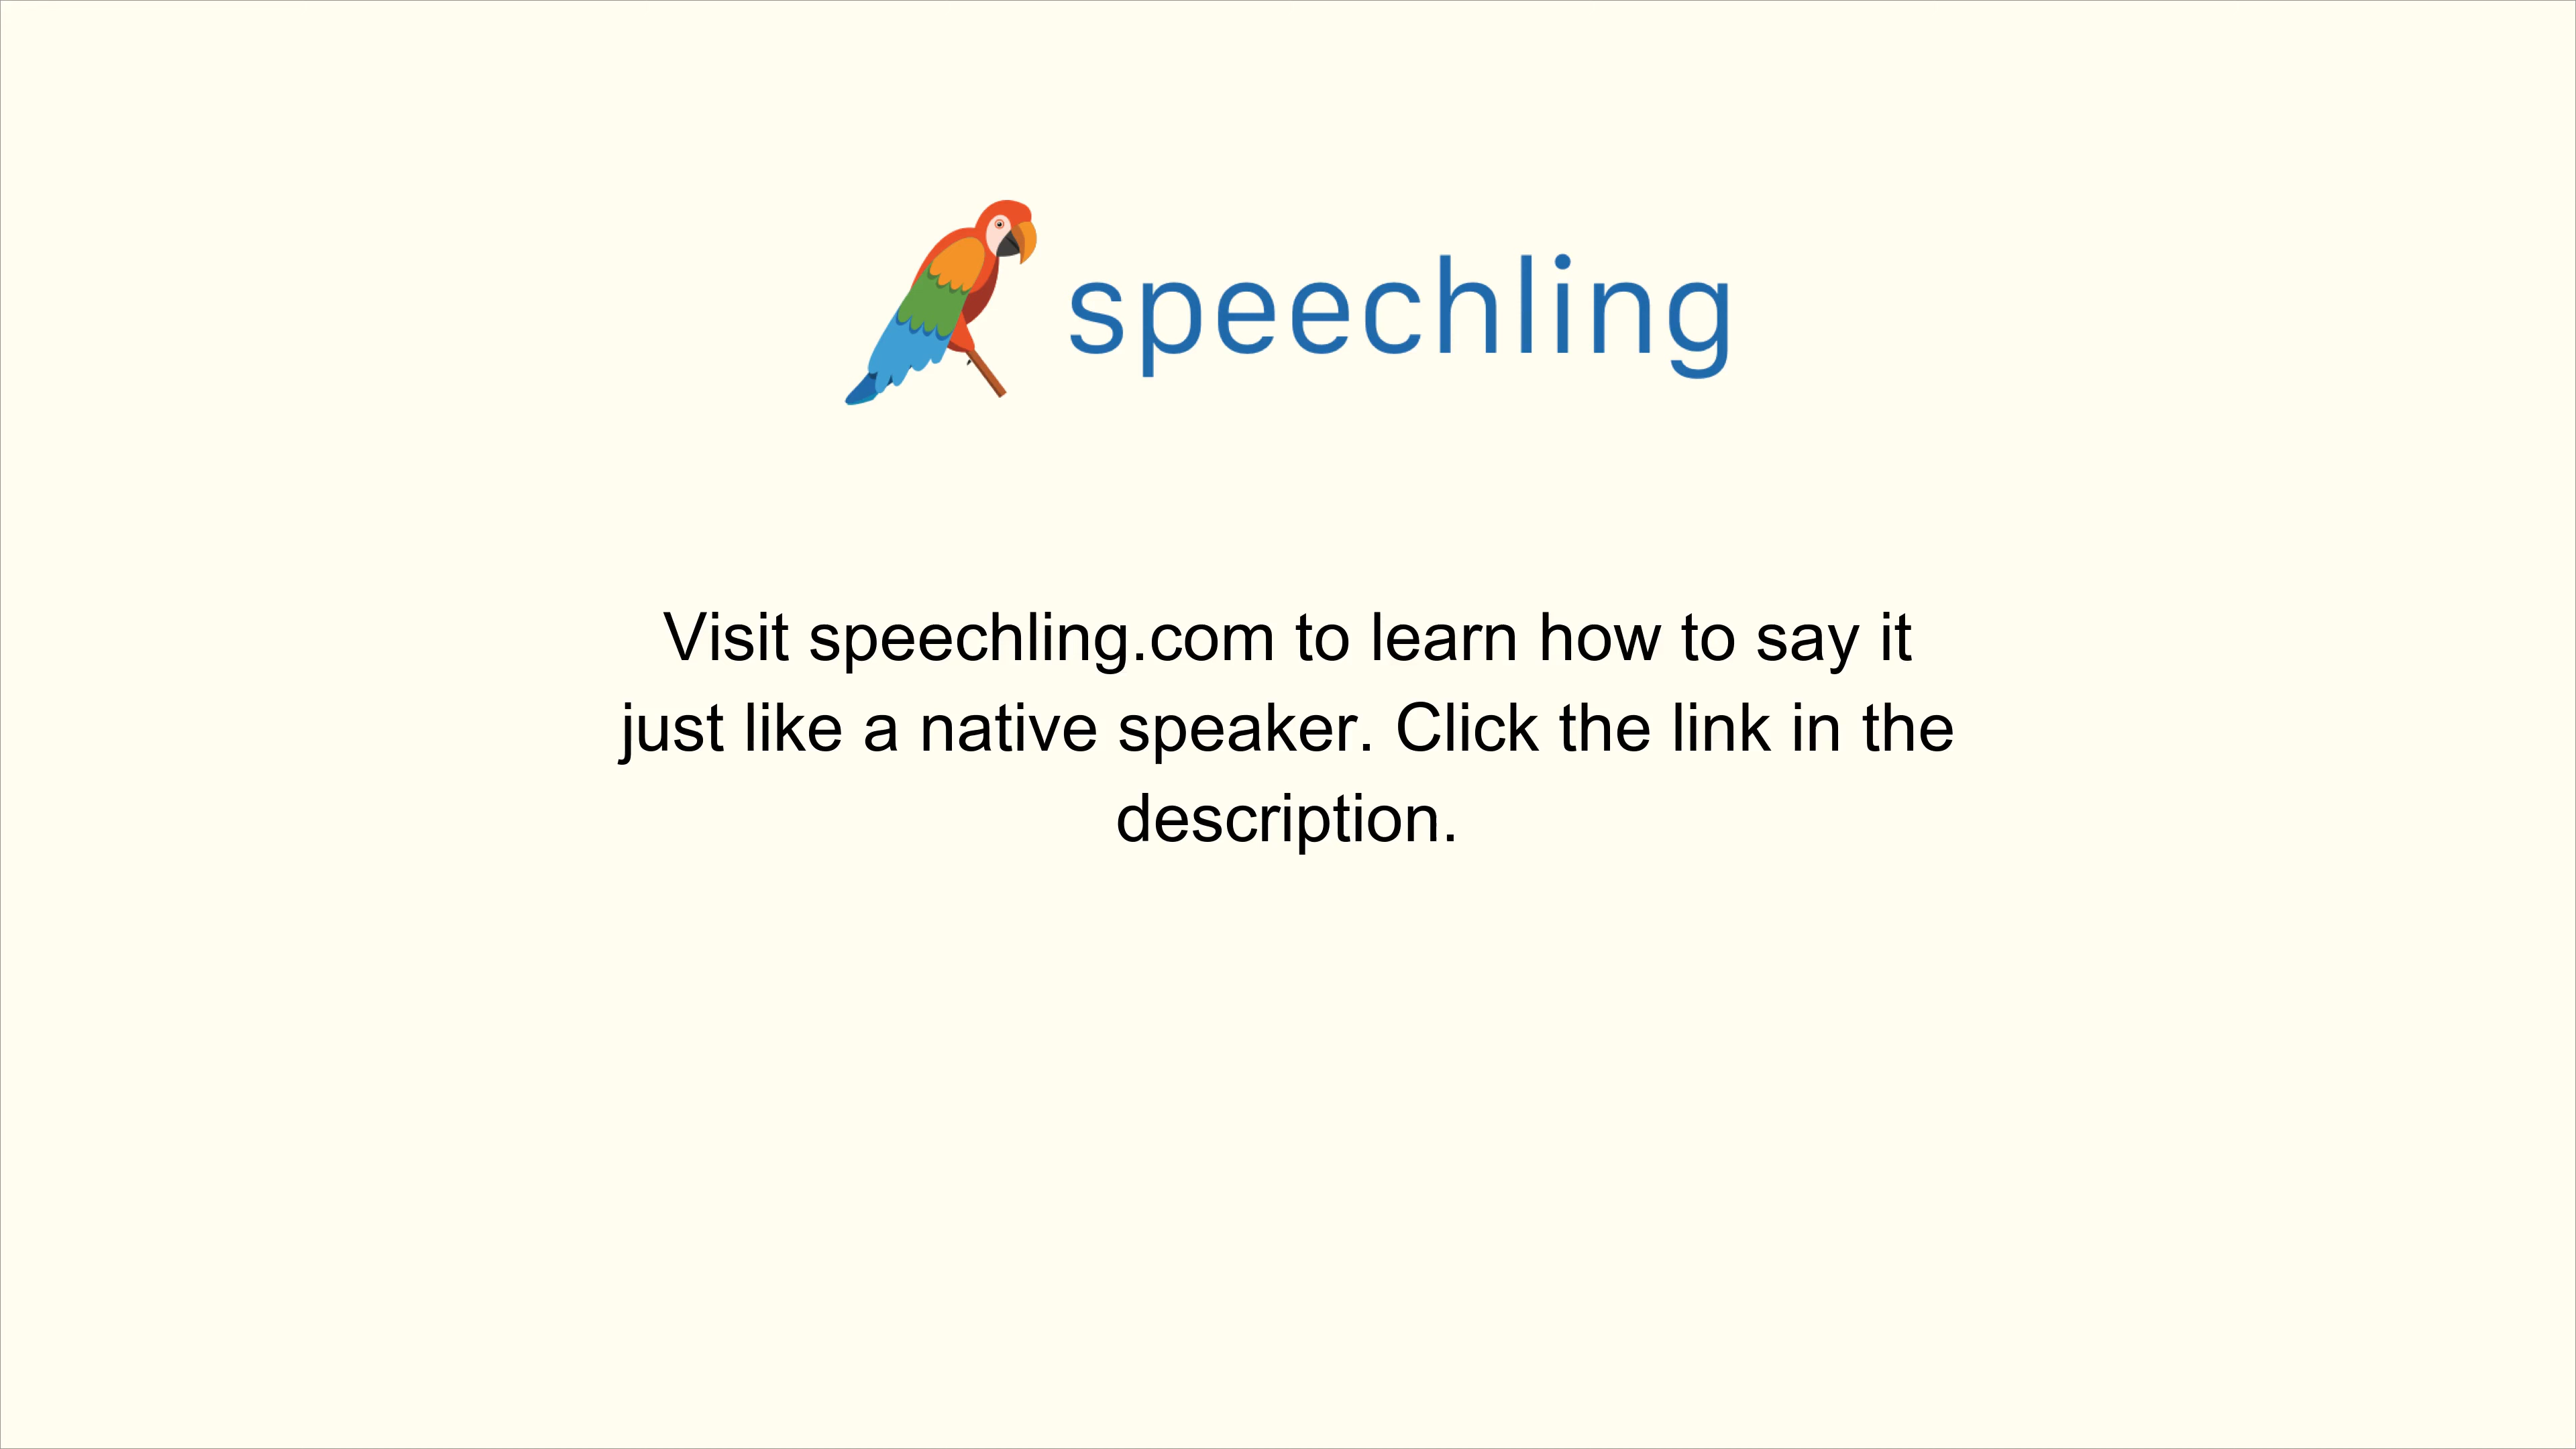 speechling
Visit speechling.com to learn how to say it
just like a native speaker. Click the link in the
description.